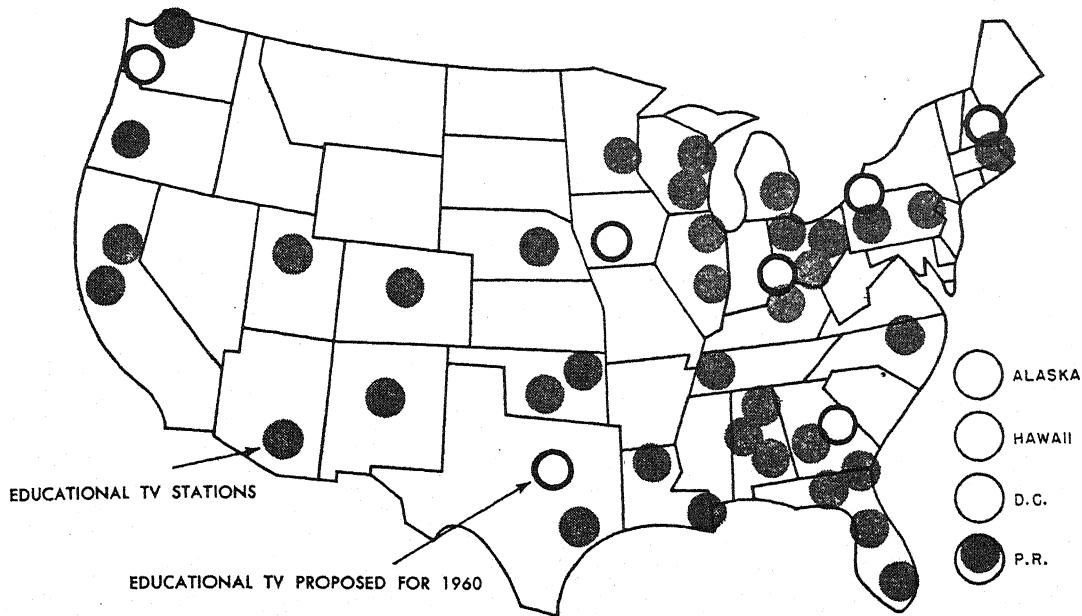 ALASKA
HAWAII
D.C.
P.R.
EDUCATIONAL TV STATIONS
EDUCATIONAL TV PROPOSED FOR 1960